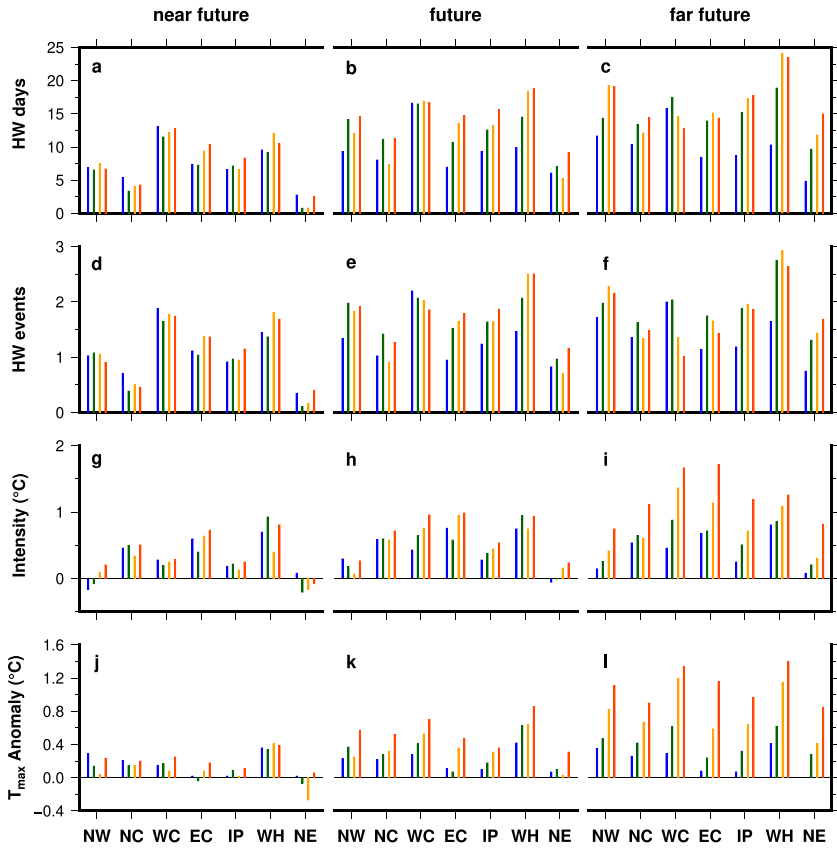 near future future far future
a b c
HW days
25
20
15
10
5
0
d e f
HW events
3
2
1
0
g h i
Intensity (°C)
2
1
0
j k l
Tmax Anomaly (°C)
1.6
1.2
0.8
0.4
0.0
−0.4
NW NC WC EC IP WH NE NW NC WC EC IP WH NE NW NC WC EC IP WH NE